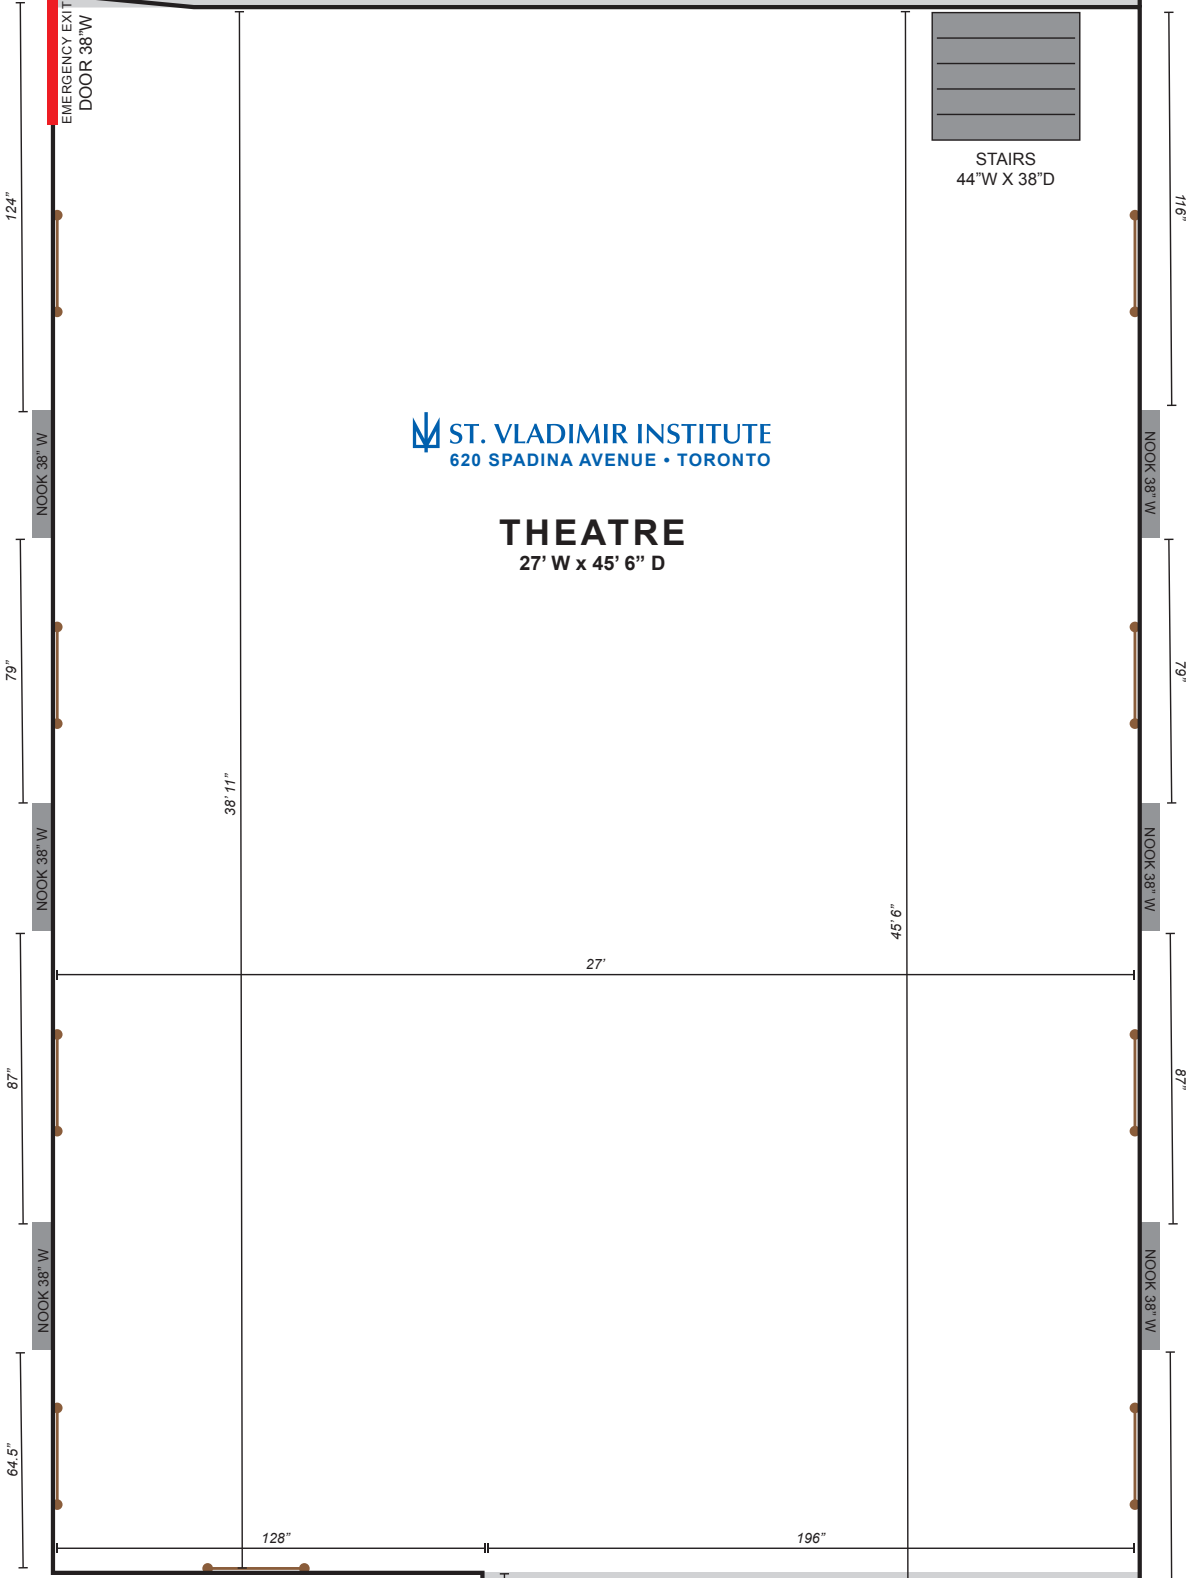 EMERGENCY EXIT
DOOR 38"W
STAIRS
44”W X 38”D
124”
116”
NOOK 38” W
NOOK 38” W
ST. VLADIMIR INSTITUTE
620 SPADINA AVENUE • TORONTO
THEATRE
27’ W x 45’ 6” D
79”
79”
38’ 11”
NOOK 38” W
NOOK 38” W
45’ 6”
27’
87”
87”
NOOK 38” W
NOOK 38” W
64.5”
128”
196”